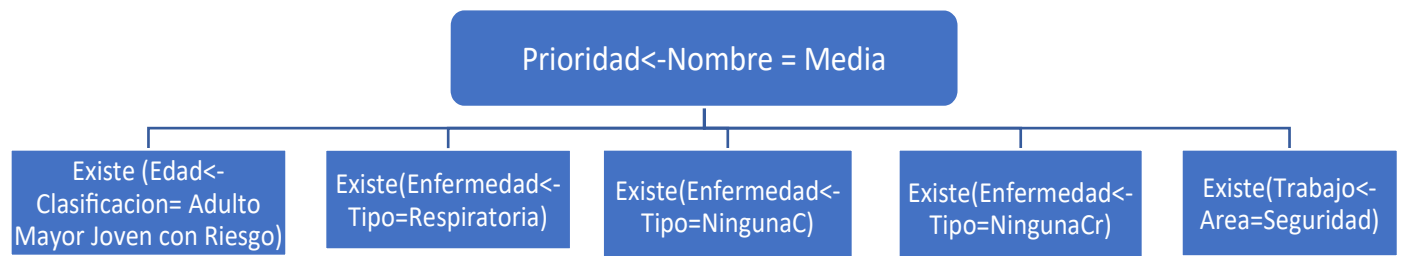 Prioridad<-Nombre = Media
Existe (Edad<-
Clasificacion= Adulto
Mayor Joven con Riesgo)
Existe(Enfermedad<-
Tipo=Respiratoria)
Existe(Enfermedad<-
Tipo=NingunaC)
Existe(Enfermedad<-
Tipo=NingunaCr)
Existe(Trabajo<-
Area=Seguridad)